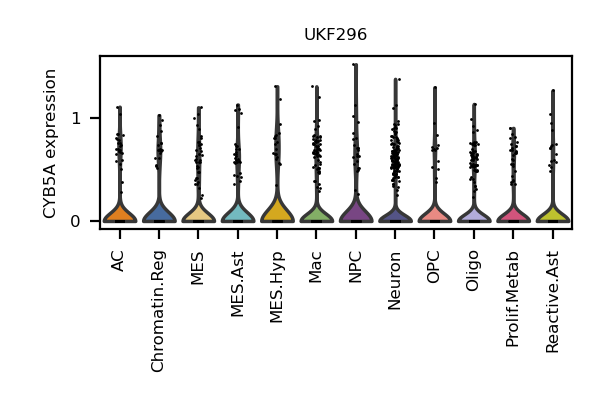 UKF296
CYB5A expression
1
0
AC
Chromatin.Reg
MES
MES.Ast
MES.Hyp
Mac
NPC
Neuron
OPC
Oligo
Prolif.Metab
Reactive.Ast